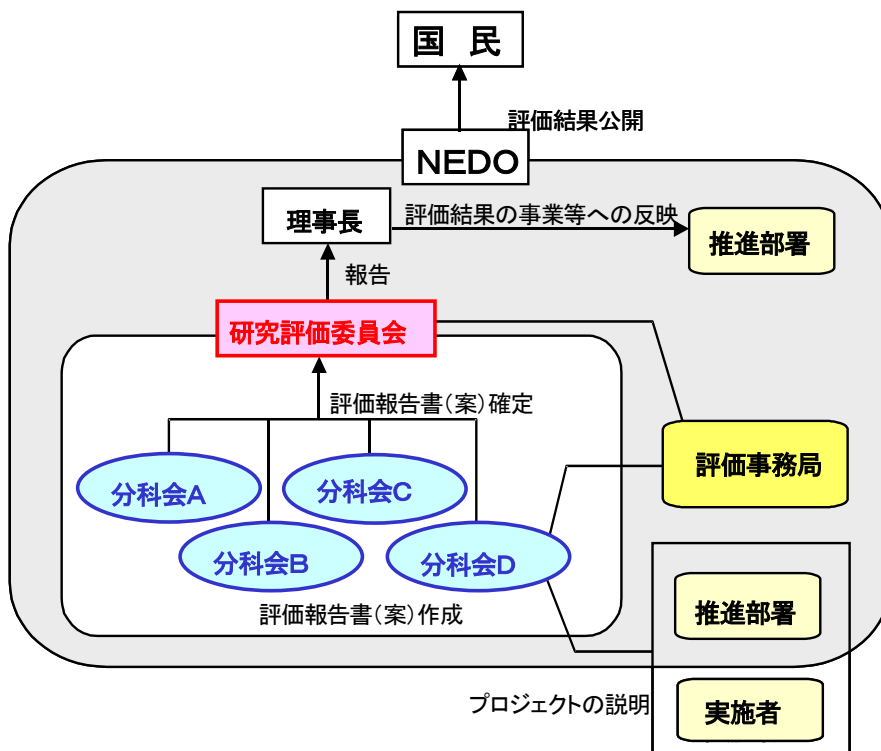 国 民
評価結果公開
NEDO
理事長
評価結果の事業等への反映
推進部署
報告
研究評価委員会
評価報告書(案)確定
評価事務局
分科会A
分科会C
分科会B
分科会D
評価報告書(案)作成
推進部署
プロジェクトの説明
実施者